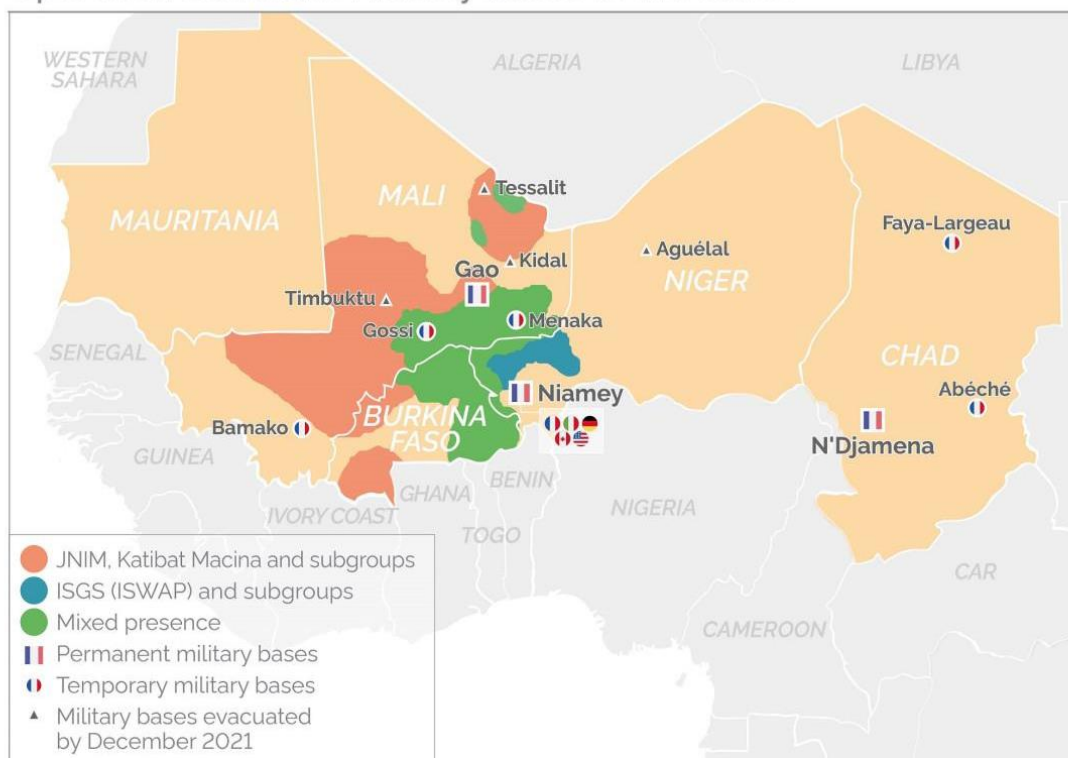 WESTERN
SAHARA
ALGERIA
LIBYA
MAURITANIA
MALI
Tessalit
Kidal
Gao
Timbuktu
Gossi
Menaka
Aguélal
NIGER
Faya-Largeau
CHAD
Abéché
N'Djamena
SENEGAL
Bamako
BURKINA
FASO
Niamey
GUINEA
IVORY COAST
GHANA
TOGO
BENIN
NIGERIA
CAMEROON
CAR
JNIM, Katibat Macina and subgroups
ISGS (ISWAP) and subgroups
Mixed presence
Permanent military bases
Temporary military bases
Military bases evacuated
by December 2021